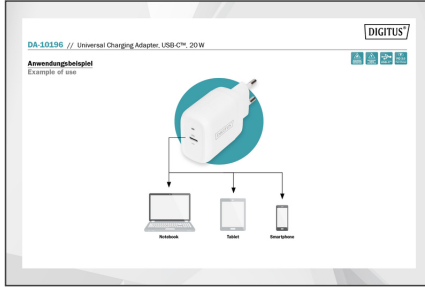 DIGITUS®
DA-10196 // Universal Charging Adapter, USB-C™, 20 W
Anwendungsbeispiel
Example of use
DIGITUS
Notebook
Tablet
Smartphone